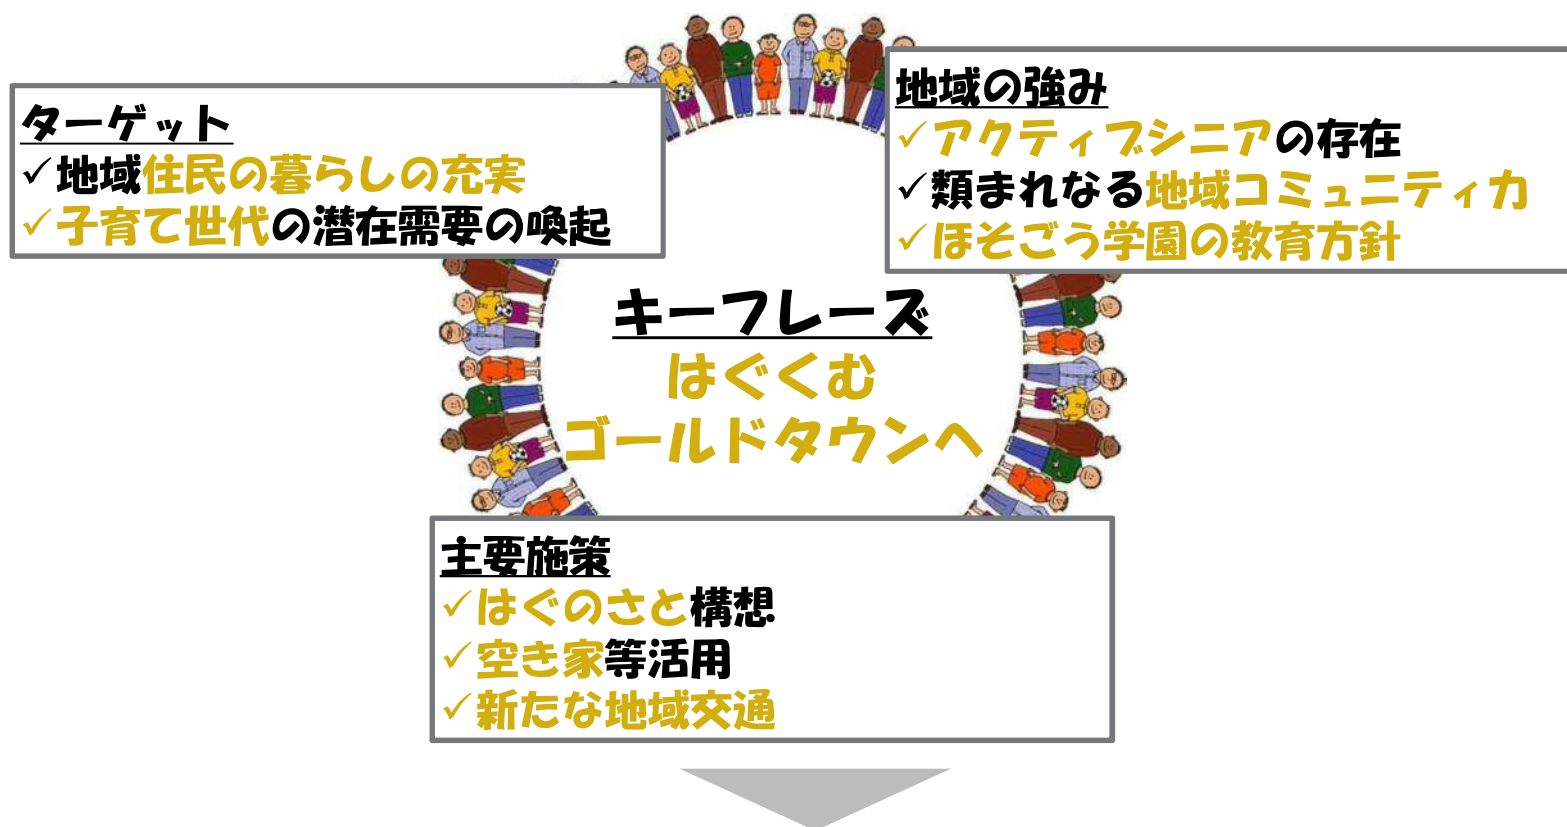 ターゲット
✓地域住民の暮らしの充実
✓子育て世代の潜在需要の喚起
地域の強み
✓アクティブシニアの存在
✓類まれなる地域コミュニティ力
✓ほそごう学園の教育方針
キーフレーズ
はぐくむ
ゴールドタウンへ
主要施策
✓はぐのさと構想
✓空き家等活用
✓新たな地域交通